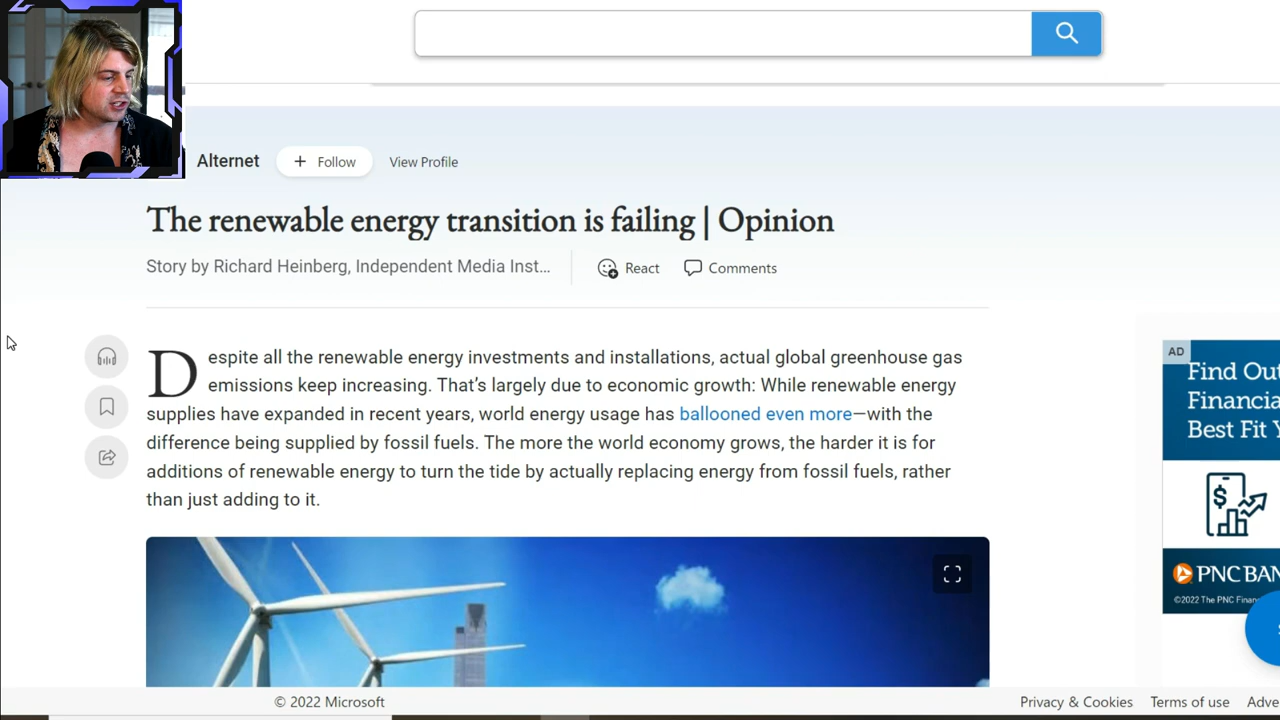 Alternet
+ Follow
View Profile
The renewable energy transition is failing | Opinion
Story by Richard Heinberg, Independent Media Inst...
React
Comments
Despite all the renewable energy investments and installations, actual global greenhouse gas
emissions keep increasing. That's largely due to economic growth: While renewable energy
supplies have expanded in recent years, world energy usage has ballooned even more—with the
difference being supplied by fossil fuels. The more the world economy grows, the harder it is for
additions of renewable energy to turn the tide by actually replacing energy from fossil fuels, rather
than just adding to it.
AD
Find Out
Financia
Best Fit
$
PNC BAN
©2022 The PNC Finan
© 2022 Microsoft
Privacy & Cookies
Terms of use
Adve